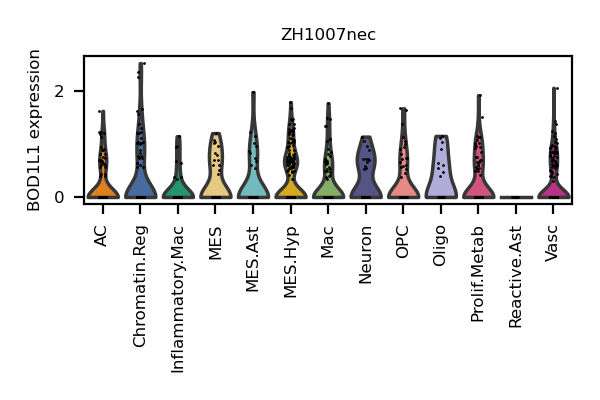 ZH1007nec
BOD1L1 expression
2
0
AC
Chromatin.Reg
Inflammatory.Mac
MES
MES.Ast
MES.Hyp
Mac
Neuron
OPC
Oligo
Prolif.Metab
Reactive.Ast
Vasc